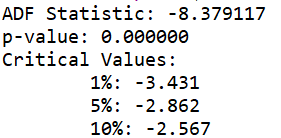 ADF Statistic: -8.379117
p-value: 0.000000
Critical Values:
1%: -3.431
5%: -2.862
10%: -2.567